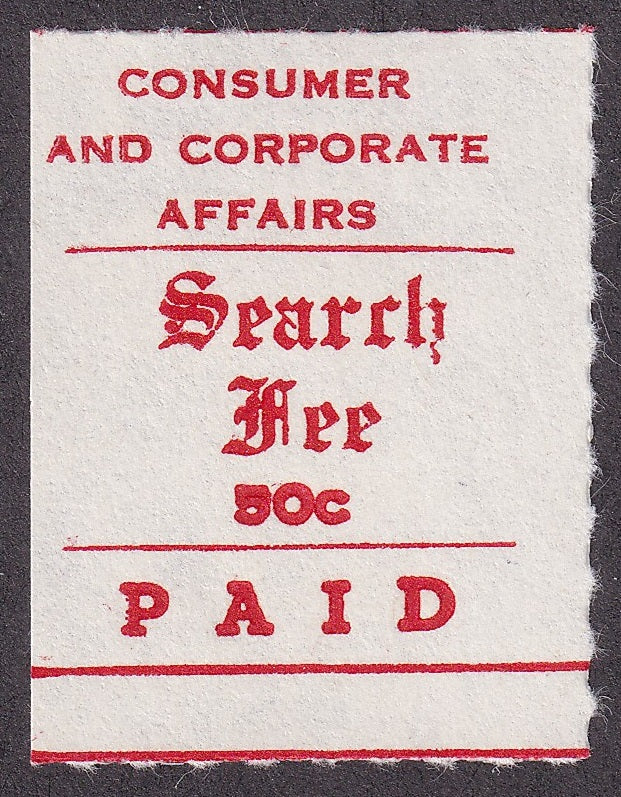 CONSUMER
AND CORPORATE
AFFAIRS
Search
Fee
50c
PAID